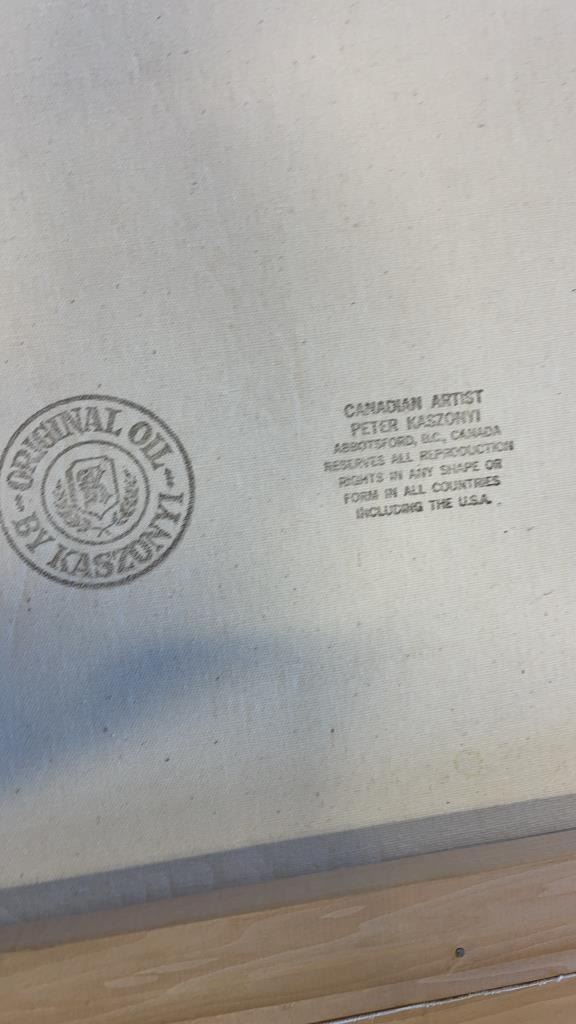 ORIGINAL OIL
BY KASZONYI
CANADIAN ARTIST
PETER KASZONYI
ABBOTSFORD, B.C., CANADA
RESERVES ALL REPRODUCTION
RIGHTS IN ANY SHAPE OR
FORM IN ALL COUNTRIES
INCLUDING THE U.S.A.